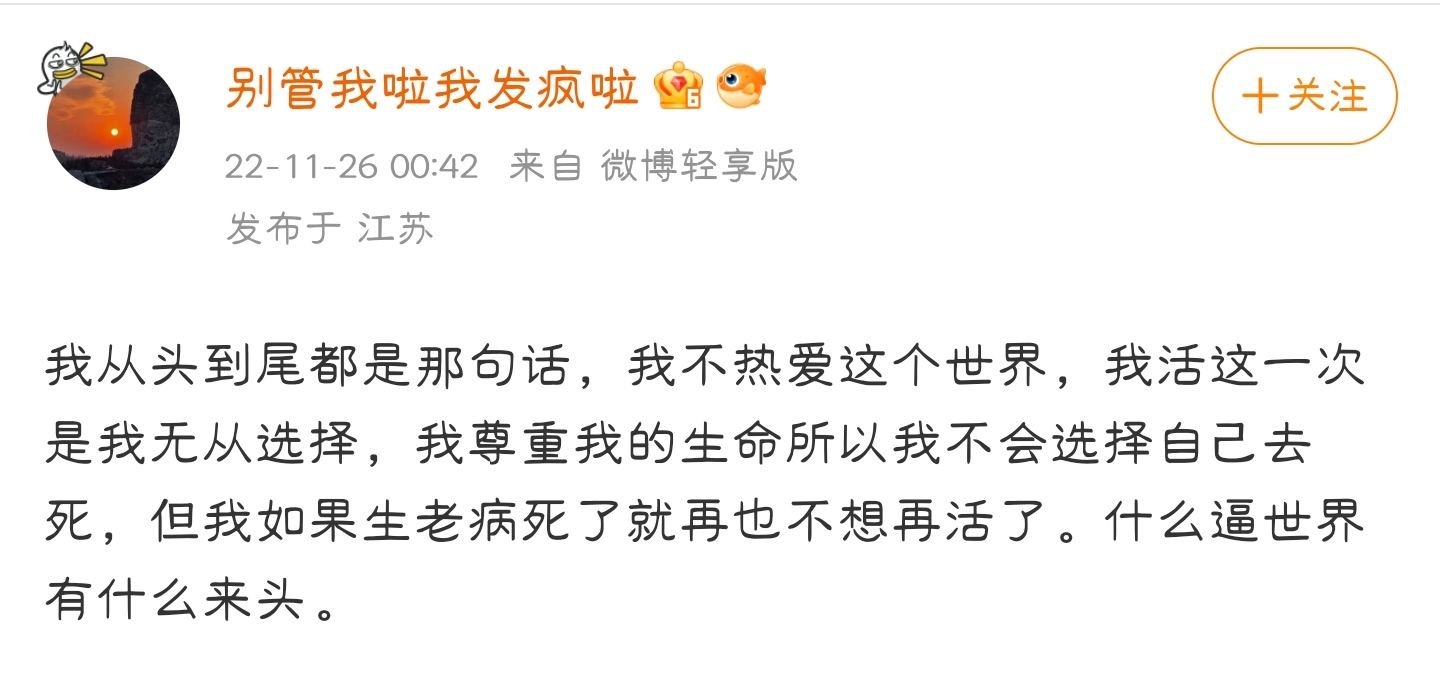 别管我啦我发疯啦
6
+关注
22-11-26 00:42 来自 微博轻享版
发布于 江苏
我从头到尾都是那句话，我不热爱这个世界，我活这一次
是我无从选择，我尊重我的生命所以我不会选择自己去
死，但我如果生老病死了就再也不想再活了。什么逼世界
有什么来头。